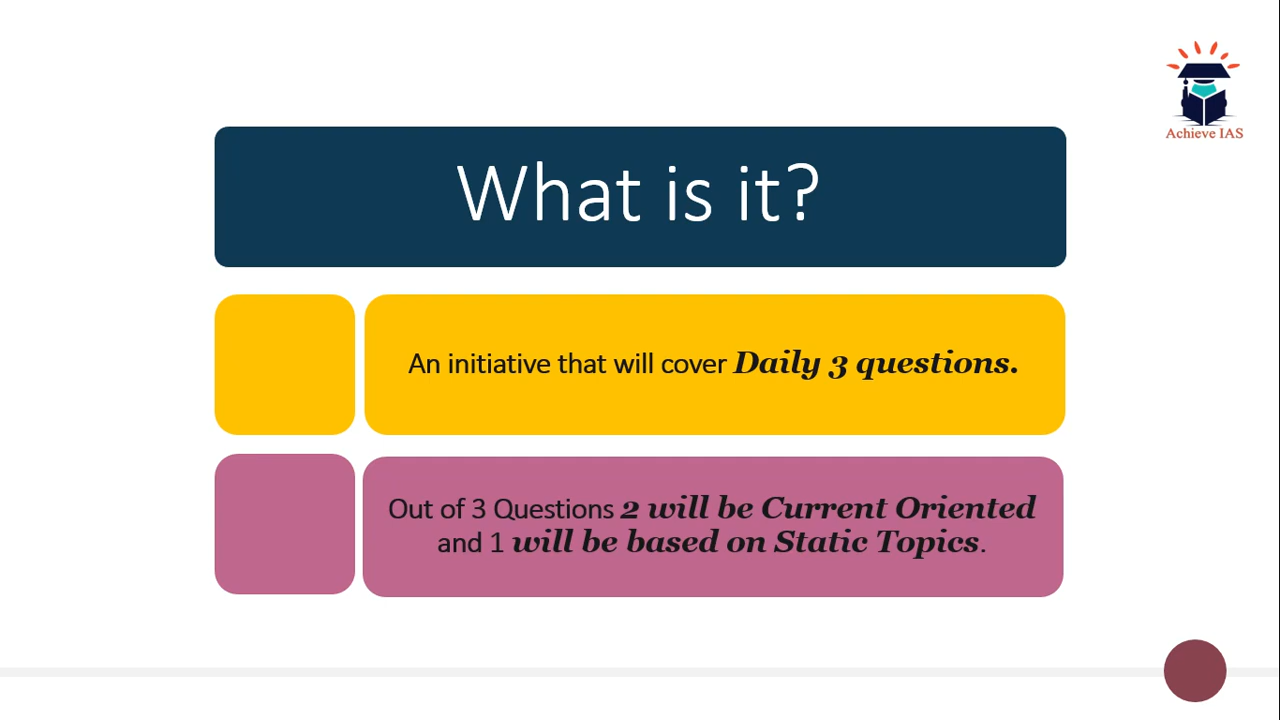 Achieve IAS
What is it?
An initiative that will cover Daily 3 questions.
Out of 3 Questions 2 will be Current Oriented
and 1 will be based on Static Topics.